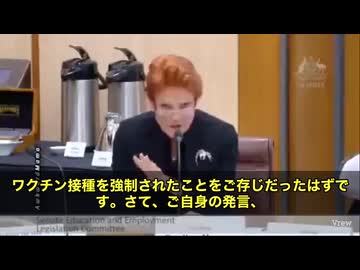 ワクチン接種を強制されたことをご存じだったはずで
す。さて、ご自身の発言、
Senate Education and Employment
Legislation Committee
Vrew